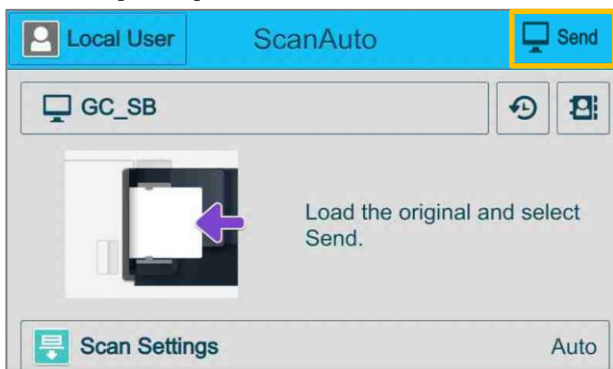 Local User
ScanAuto
Send
GC_SB
Load the original and select
Send.
Scan Settings
Auto